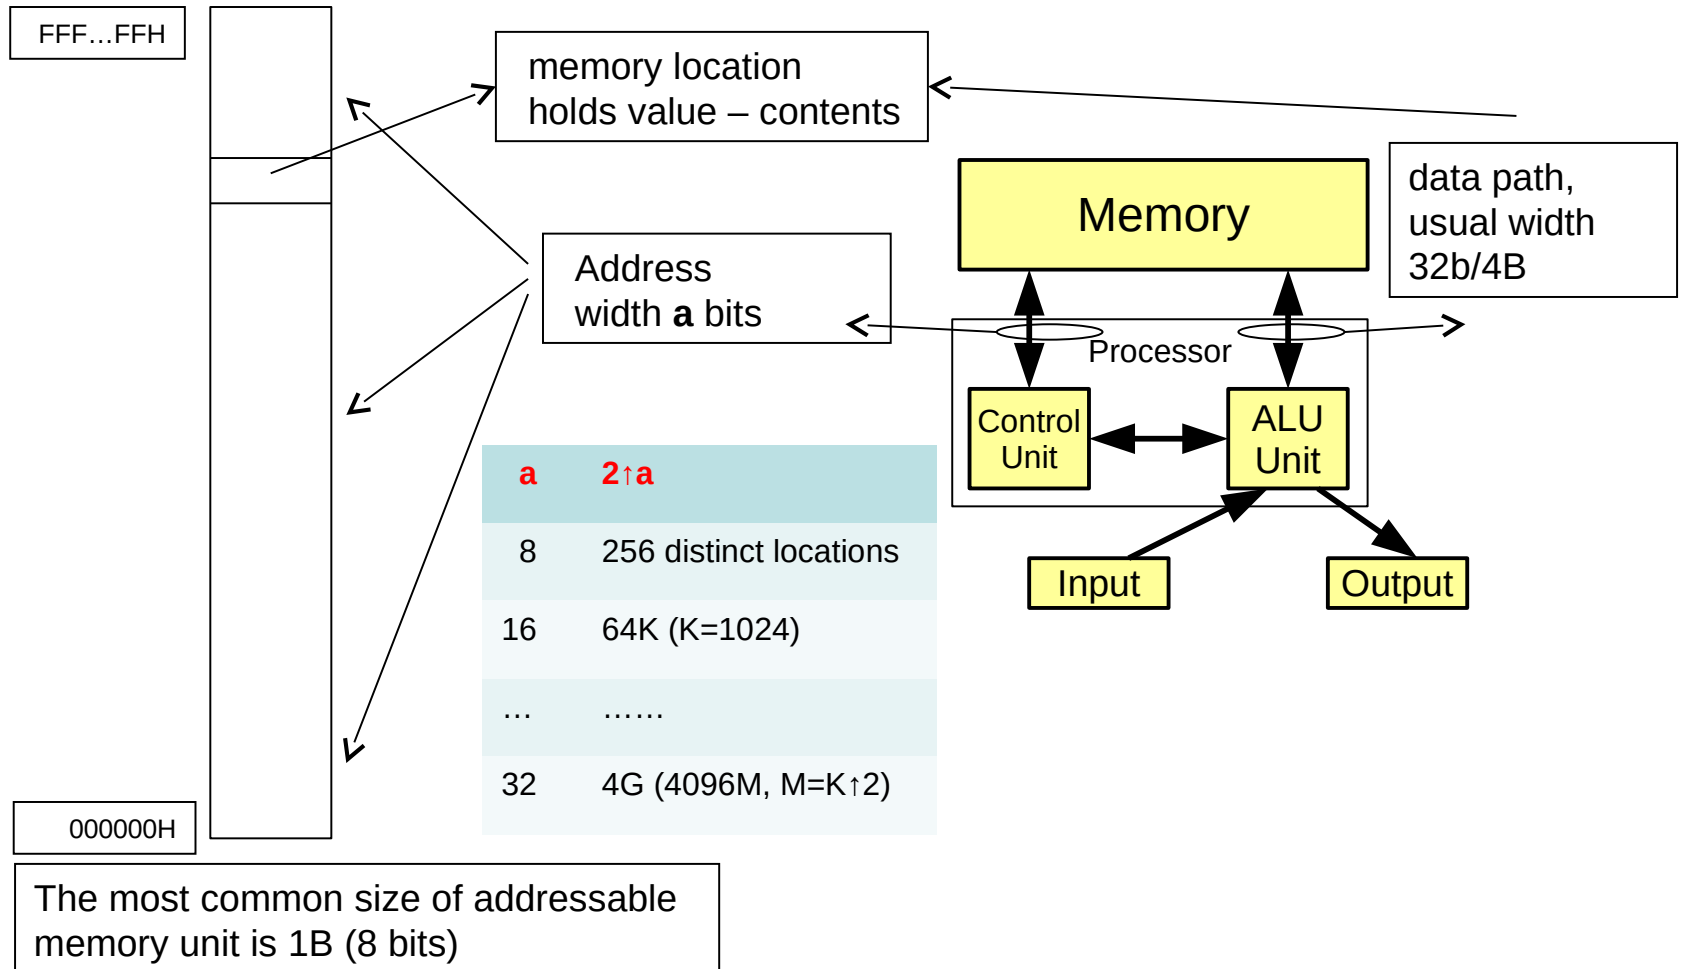 FFF…FFH
memory location
holds value – contents
data path,
usual width
32b/4B
Memory
Address
width a bits
Processor
Control
Unit
ALU
Unit
Input
Output
a 2↑a
8 256 distinct locations
16 64K (K=1024)
… ……
32 4G (4096M, M=K↑2)
000000H
The most common size of addressable
memory unit is 1B (8 bits)